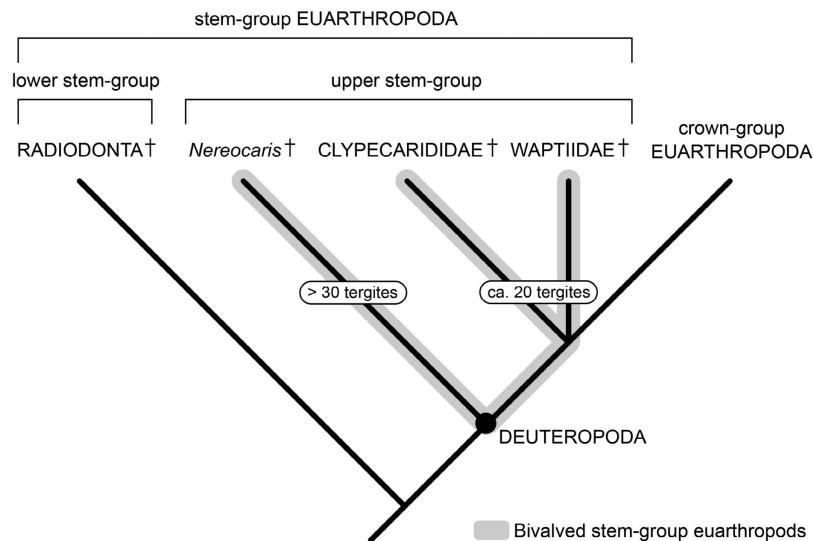 stem-group EUARTHROPODA
lower stem-group
upper stem-group
crown-group
EUARTHROPODA
RADIODONTA†
Nereocaris†
CLYPECARIDIDAE†
WAPTIIDAE†
> 30 tergites
ca. 20 tergites
DEUTEROPODA
Bivalved stem-group euarthropods